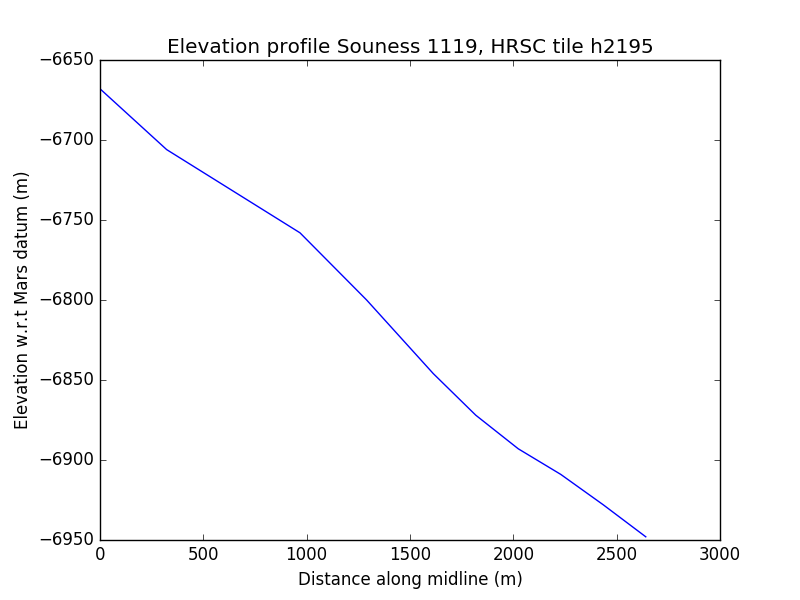 Elevation profile Souness 1119, HRSC tile h2195
−6650
−6700
−6750
−6800
−6850
−6900
−6950
Elevation w.r.t Mars datum (m)
0 500 1000 1500 2000 2500 3000
Distance along midline (m)